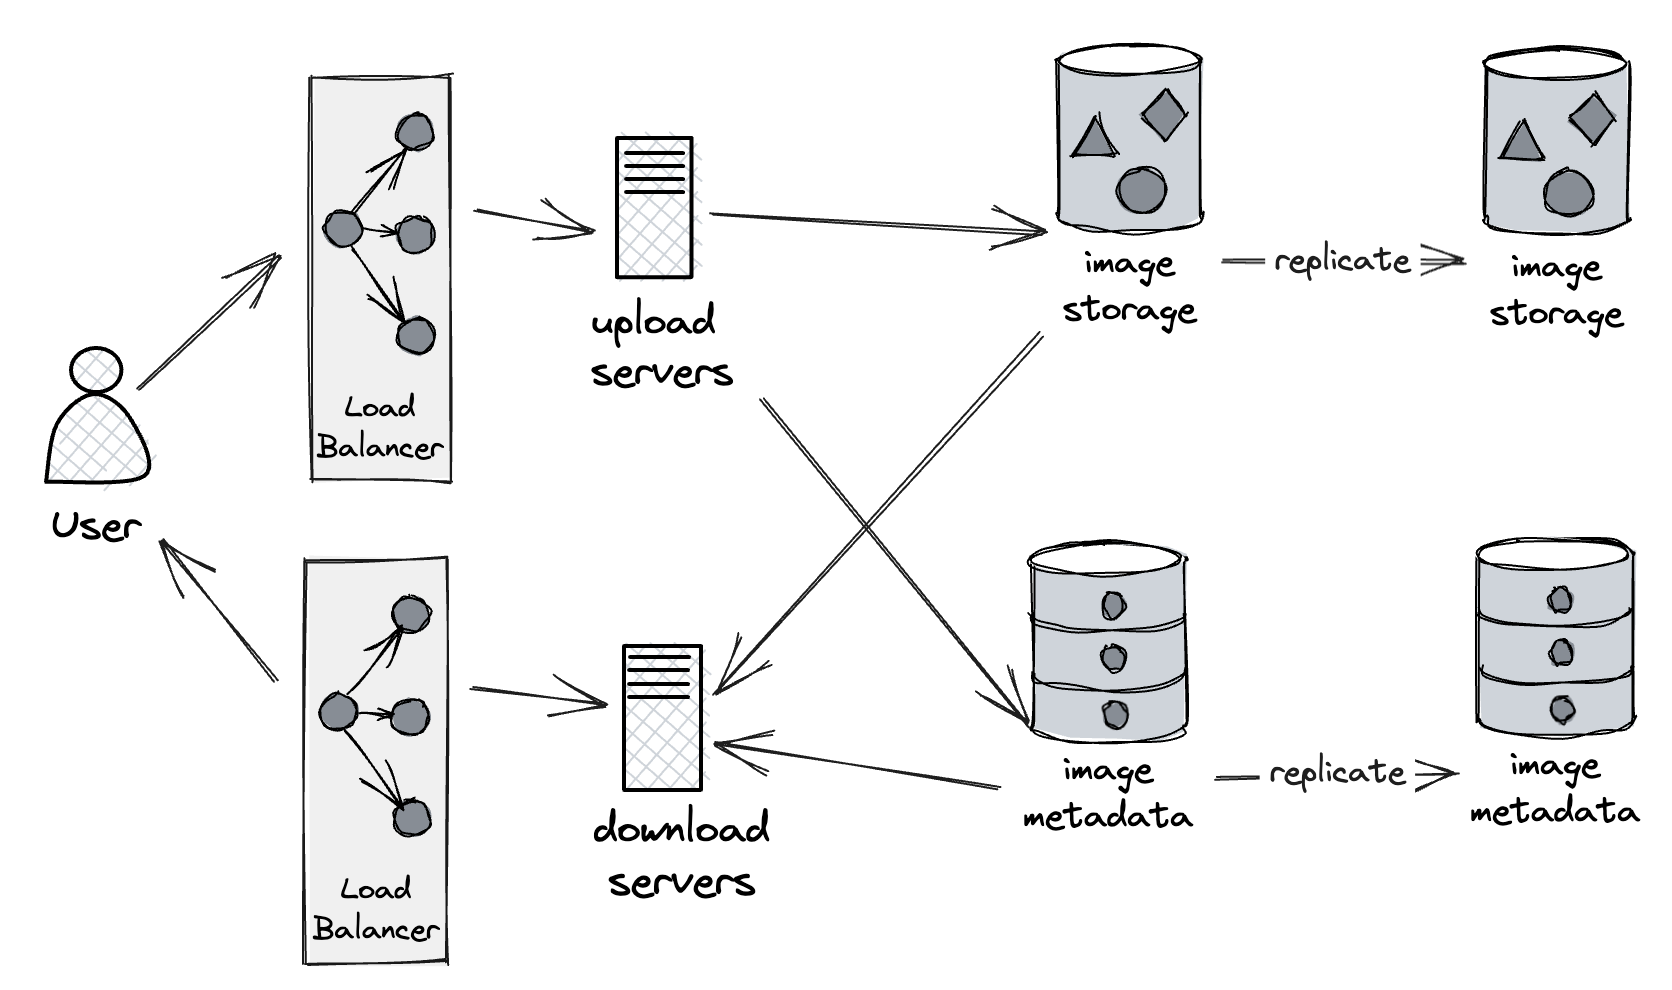 Load
Balancer
upload
servers
image
storage
replicate
image
storage
User
Load
Balancer
download
servers
image
metadata
replicate
image
metadata